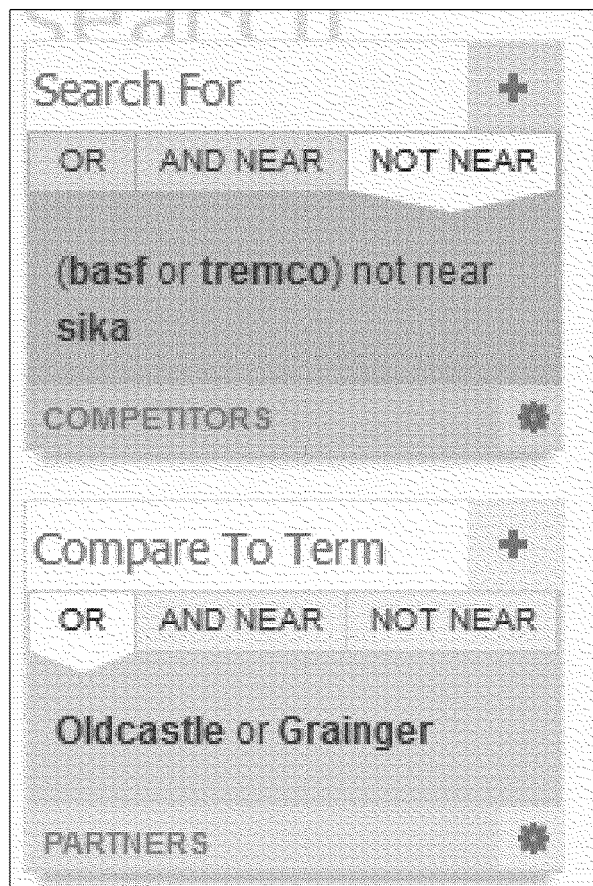 search
Search For +
OR AND NEAR NOT NEAR
(basf or tremco) not near
sika
COMPETITORS
Compare To Term +
OR AND NEAR NOT NEAR
Oldcastle or Grainger
PARTNERS